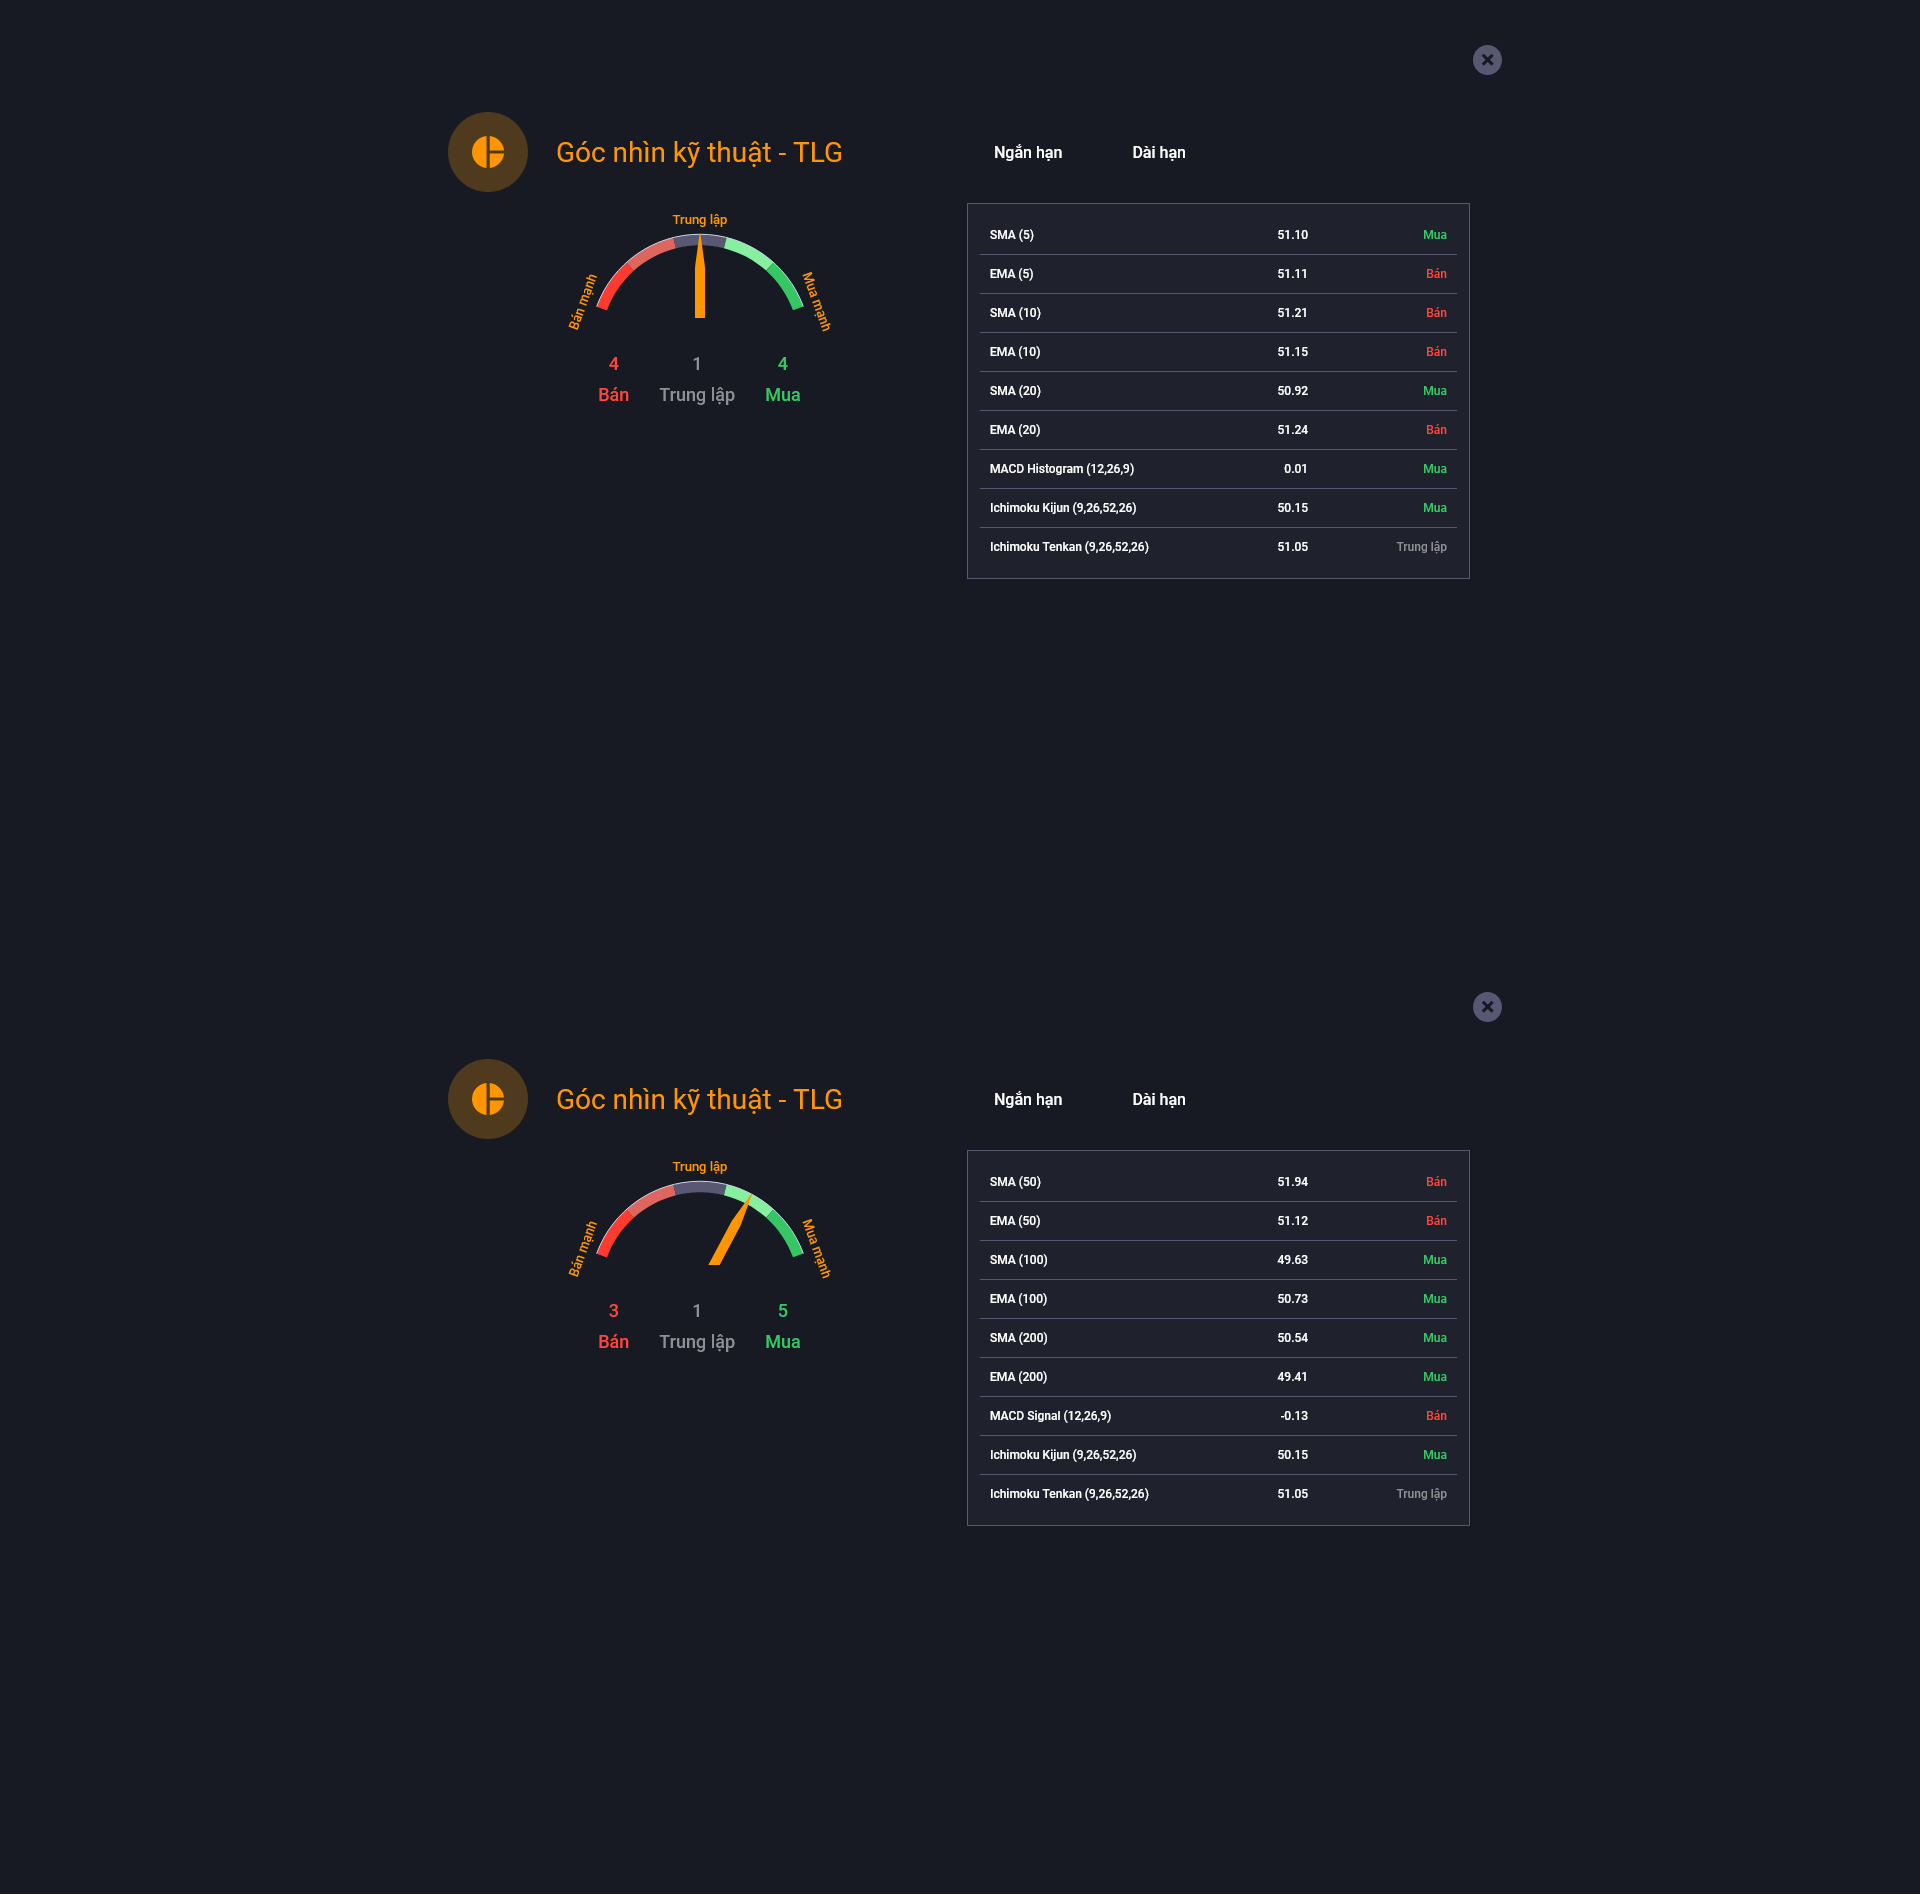 Góc nhìn kỹ thuật - TLG
Ngắn hạn Dài hạn
Trung lập
Bán mạnh
Mua mạnh
4 1 4
Bán Trung lập Mua
SMA (5) 51.10 Mua
EMA (5) 51.11 Bán
SMA (10) 51.21 Bán
EMA (10) 51.15 Bán
SMA (20) 50.92 Mua
EMA (20) 51.24 Bán
MACD Histogram (12,26,9) 0.01 Mua
Ichimoku Kijun (9,26,52,26) 50.15 Mua
Ichimoku Tenkan (9,26,52,26) 51.05 Trung lập
Góc nhìn kỹ thuật - TLG
Ngắn hạn Dài hạn
Trung lập
Bán mạnh
Mua mạnh
3 1 5
Bán Trung lập Mua
SMA (50) 51.94 Bán
EMA (50) 51.12 Bán
SMA (100) 49.63 Mua
EMA (100) 50.73 Mua
SMA (200) 50.54 Mua
EMA (200) 49.41 Mua
MACD Signal (12,26,9) -0.13 Bán
Ichimoku Kijun (9,26,52,26) 50.15 Mua
Ichimoku Tenkan (9,26,52,26) 51.05 Trung lập